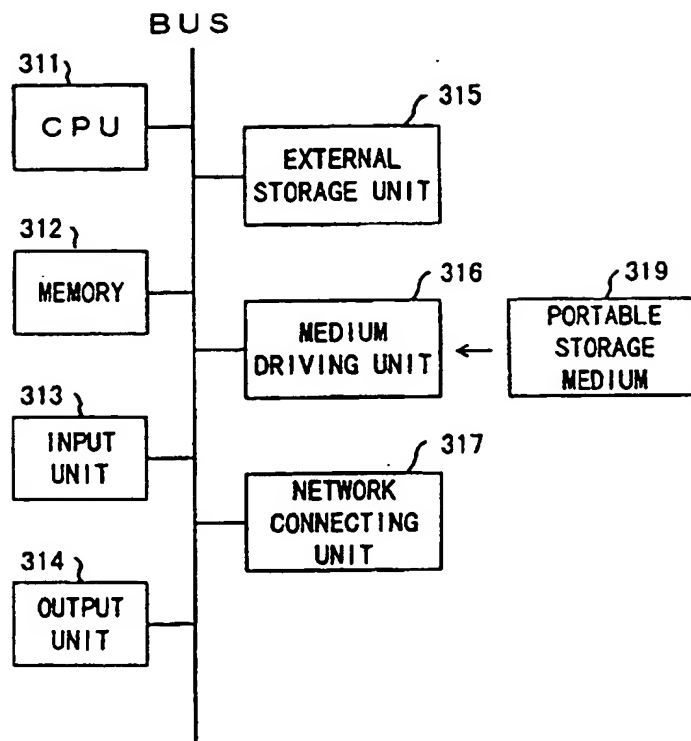 BUS
311
CPU
315
EXTERNAL
STORAGE UNIT
312
MEMORY
316
MEDIUM
DRIVING UNIT
319
PORTABLE
STORAGE
MEDIUM
313
INPUT
UNIT
317
NETWORK
CONNECTING
UNIT
314
OUTPUT
UNIT